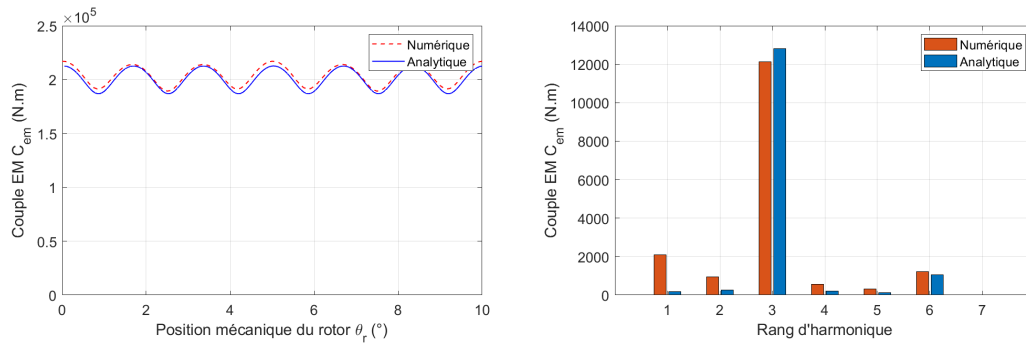 ×10^5
2.5
2
1.5
1
0.5
0
0 2 4 6 8 10
Couple EM C_em (N.m)
Position mécanique du rotor θ_r (°)
Numérique
Analytique
14000
12000
10000
8000
6000
4000
2000
0
1 2 3 4 5 6 7
Couple EM C_em (N.m)
Rang d'harmonique
Numérique
Analytique